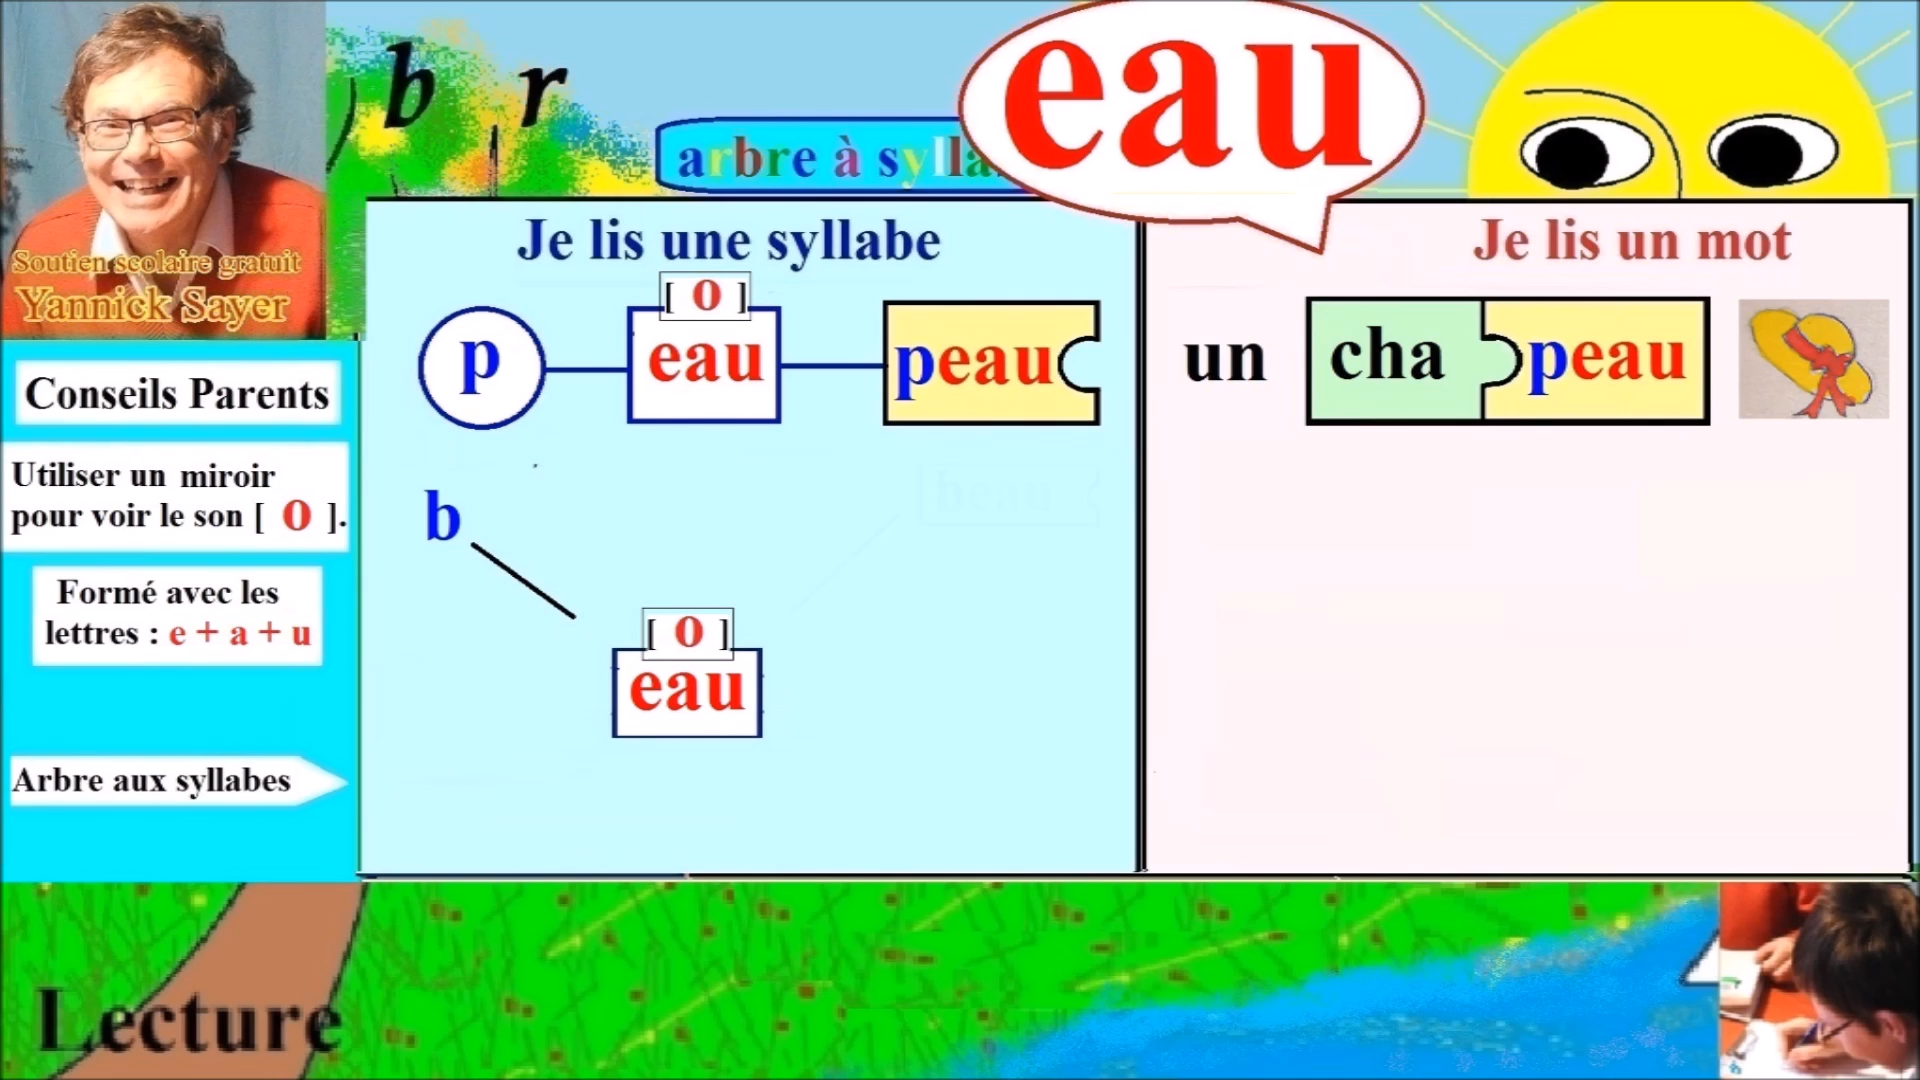 b r
eau
arbre à sylla
Soutien scolaire gratuit
Yannick Sayer
Je lis une syllabe
Je lis un mot
[ o ]
p eau peau
un cha peau
Conseils Parents
Utiliser un miroir
pour voir le son [ o ].
b
beau
Formé avec les
lettres : e + a + u
[ o ]
eau
Arbre aux syllabes
Lecture